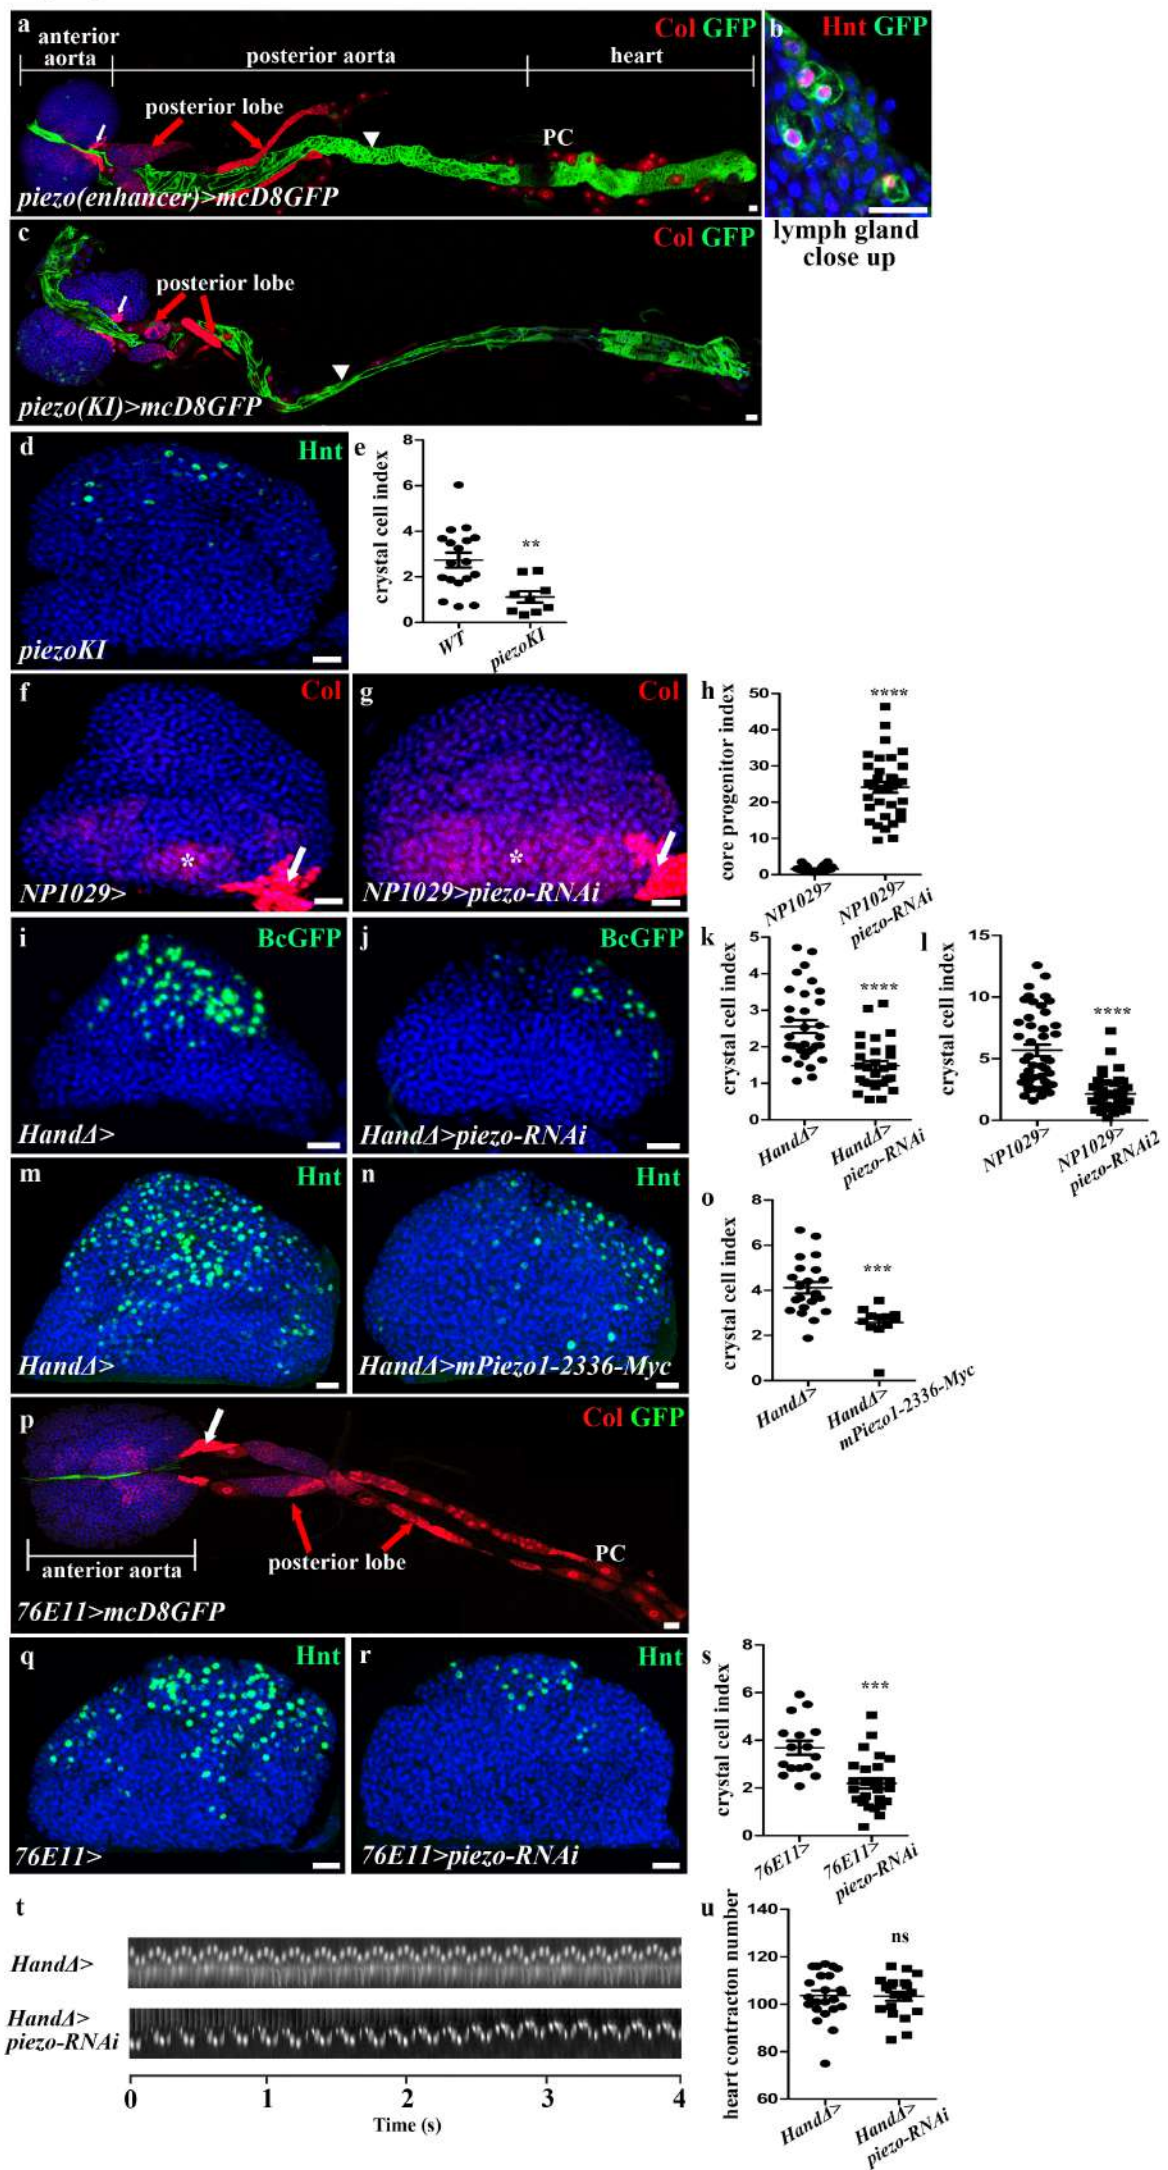 a
Col GFP
anterior
aorta
posterior aorta
heart
posterior lobe
PC
piezo(enhancer)>mcD8GFP
b
Hnt GFP
lymph gland
close up
c
Col GFP
posterior lobe
piezo(KI)>mcD8GFP
d
Hnt
piezoKI
e
crystal cell index
8
6
4
2
0
**
WT
piezoKI
f
Col
*
NP1029>
g
Col
*
NP1029>piezo-RNAi
h
core progenitor index
50
40
30
20
10
0
****
NP1029>
NP1029>
piezo-RNAi
i
BcGFP
HandΔ>
j
BcGFP
HandΔ>piezo-RNAi
k
crystal cell index
5
4
3
2
1
0
****
HandΔ>
HandΔ>
piezo-RNAi
l
crystal cell index
15
10
5
0
****
NP1029>
NP1029>
piezo-RNAi2
m
Hnt
HandΔ>
n
Hnt
HandΔ>mPiezo1-2336-Myc
o
crystal cell index
8
6
4
2
0
***
HandΔ>
HandΔ>
mPiezo1-2336-Myc
p
Col GFP
anterior aorta
posterior lobe
PC
76E11>mcD8GFP
q
Hnt
76E11>
r
Hnt
76E11>piezo-RNAi
s
crystal cell index
8
6
4
2
0
***
76E11>
76E11>
piezo-RNAi
t
HandΔ>
HandΔ>
piezo-RNAi
0
1
2
3
4
Time (s)
u
heart contracton number
140
120
100
80
60
ns
HandΔ>
HandΔ>
piezo-RNAi